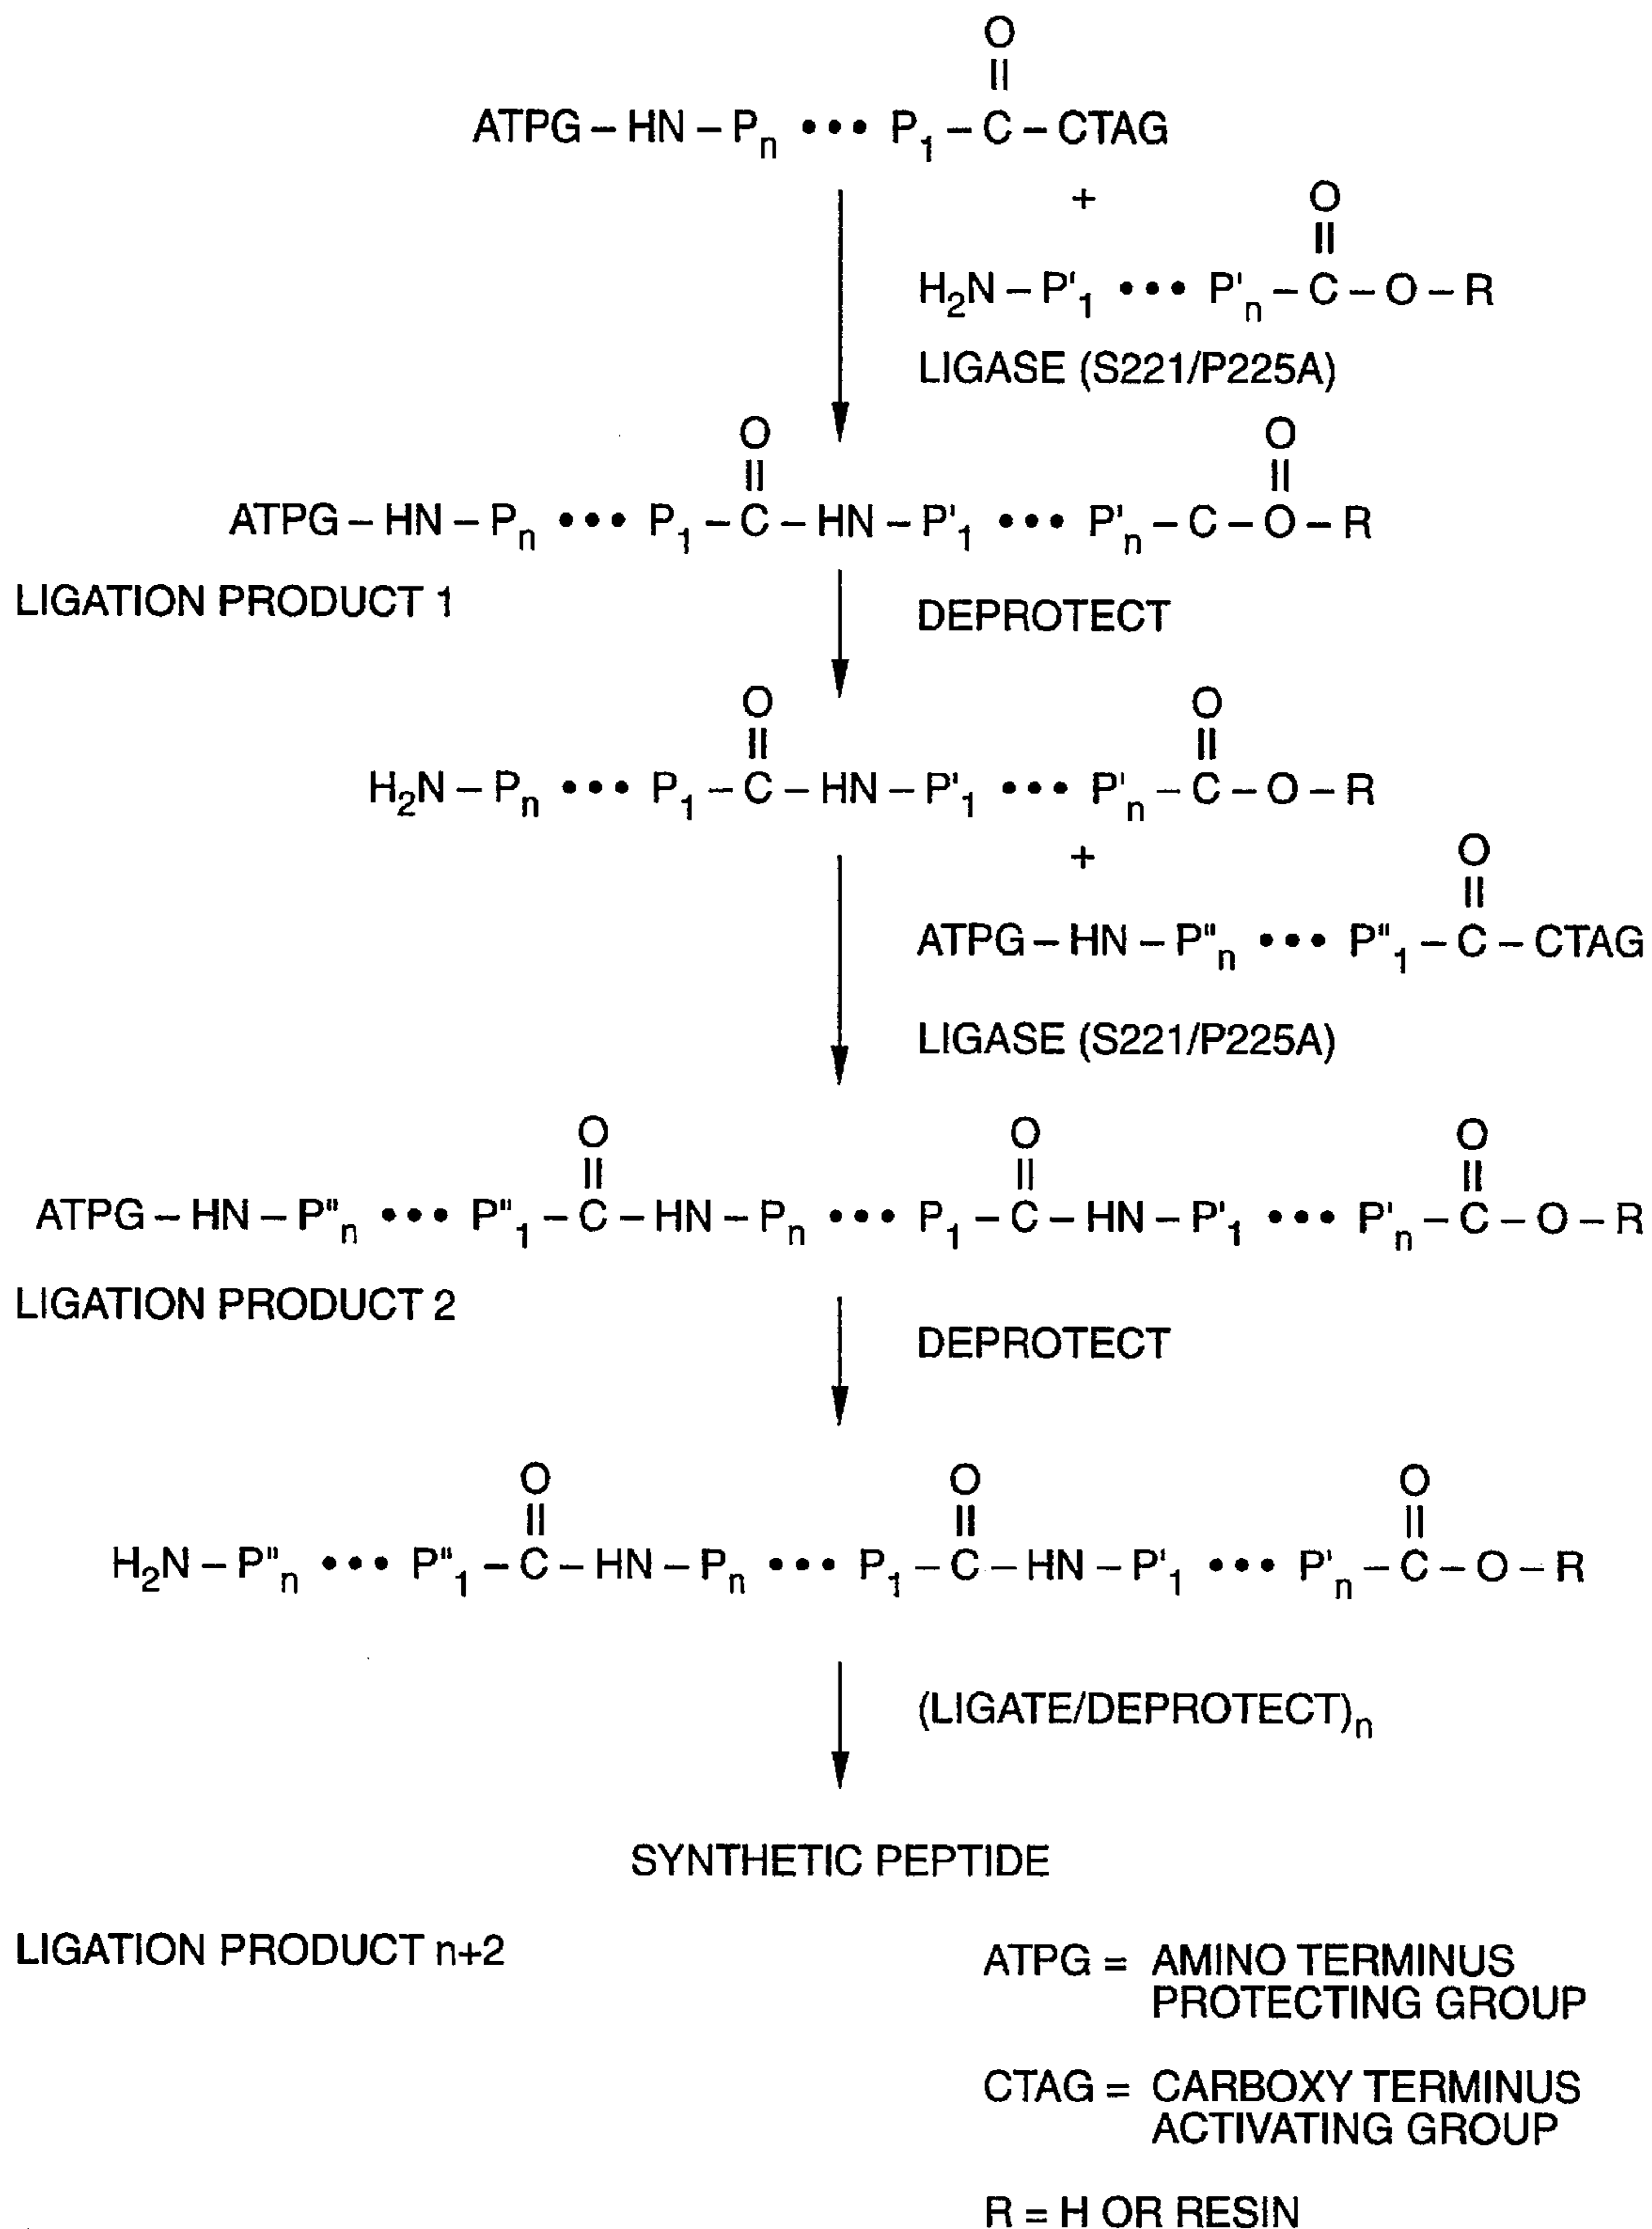 O
||
ATPG – HN – Pn ••• P1 – C – CTAG
+
O
||
H2N – P'1 ••• P'n – C – O – R
LIGASE (S221/P225A)
O O
|| ||
ATPG – HN – Pn ••• P1 – C – HN – P'1 ••• P'n – C – O – R
LIGATION PRODUCT 1
DEPROTECT
O O
|| ||
H2N – Pn ••• P1 – C – HN – P'1 ••• P'n – C – O – R
+
O
||
ATPG – HN – P"n ••• P"1 – C – CTAG
LIGASE (S221/P225A)
O O O
|| || ||
ATPG – HN – P"n ••• P"1 – C – HN – Pn ••• P1 – C – HN – P'1 ••• P'n – C – O – R
LIGATION PRODUCT 2
DEPROTECT
O O O
|| || ||
H2N – P"n ••• P"1 – C – HN – Pn ••• P1 – C – HN – P'1 ••• P'n – C – O – R
(LIGATE/DEPROTECT)n
SYNTHETIC PEPTIDE
LIGATION PRODUCT n+2
ATPG = AMINO TERMINUS
PROTECTING GROUP
CTAG = CARBOXY TERMINUS
ACTIVATING GROUP
R = H OR RESIN